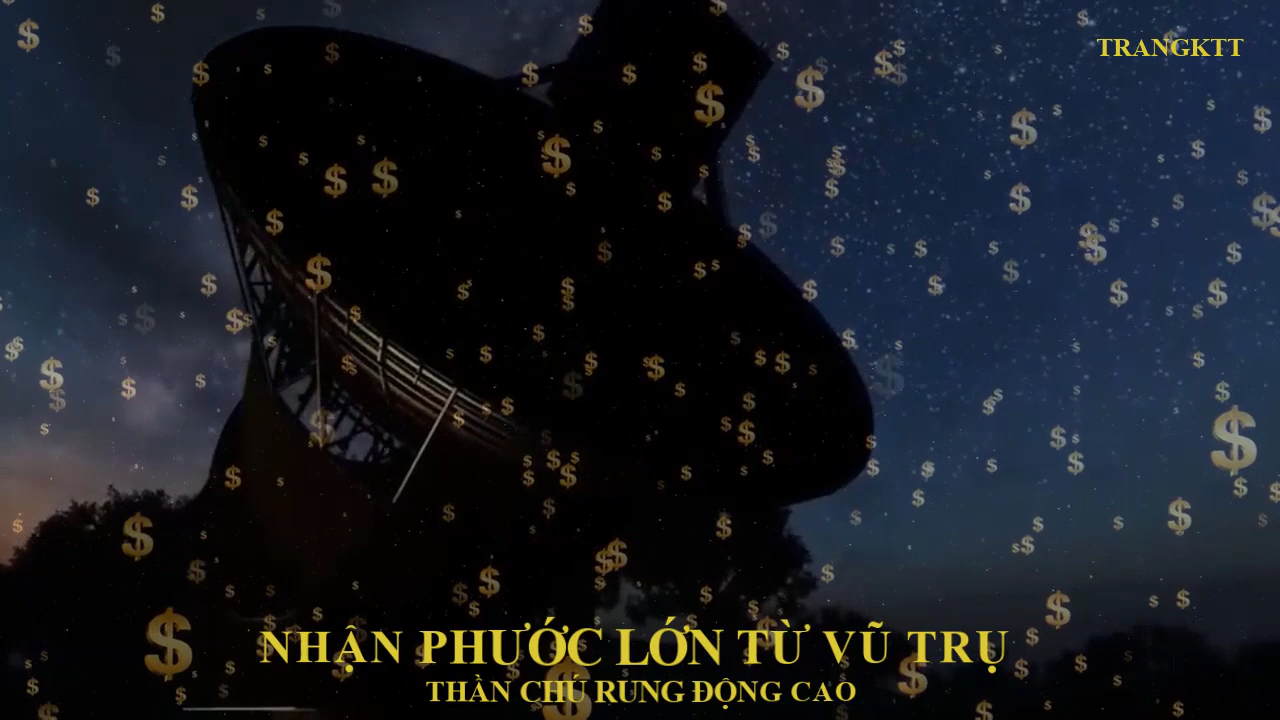 TRANGKTT
NHẬN PHƯỚC LỚN TỪ VŨ TRỤ
THẦN CHÚ RUNG ĐỘNG CAO